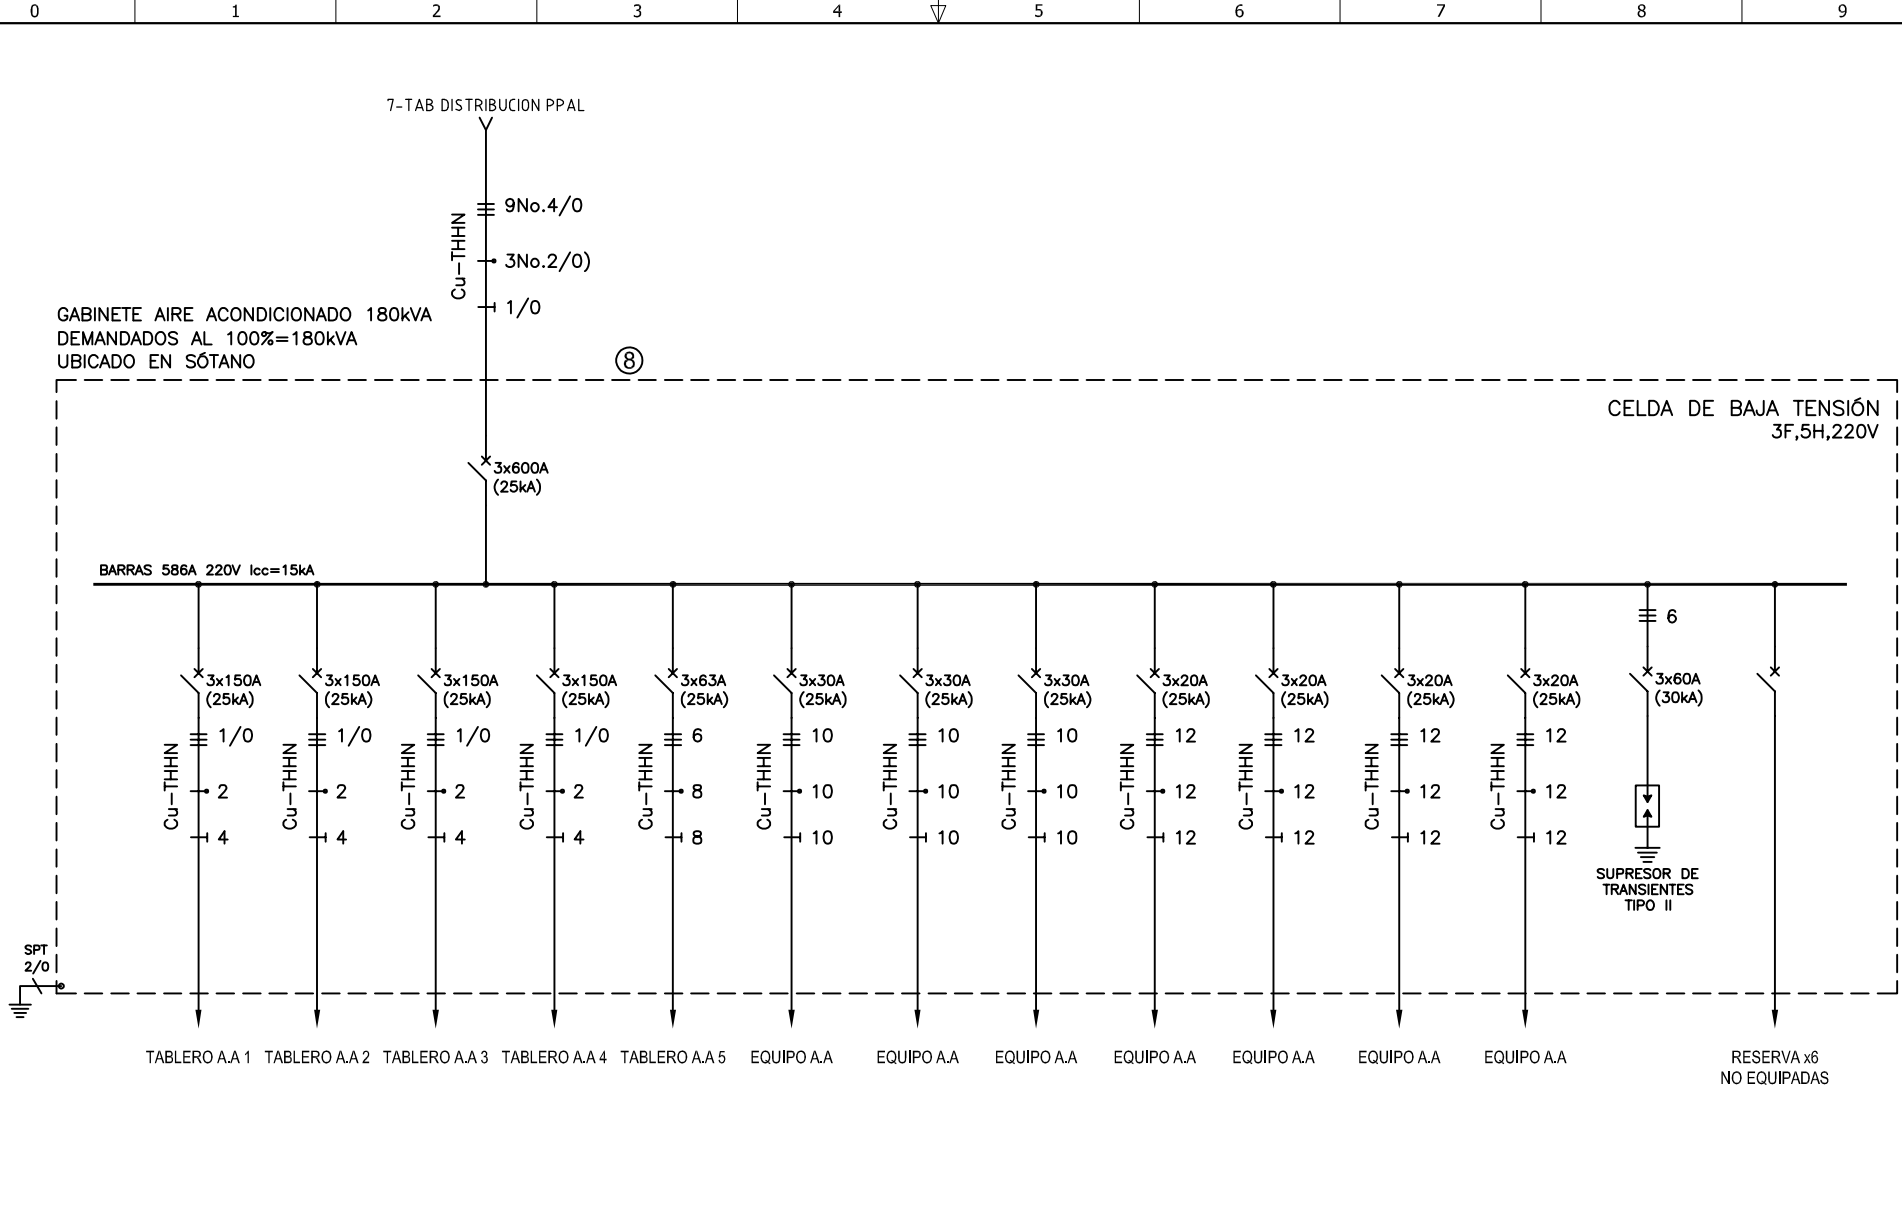 0 1 2 3 4 5 6 7 8 9
7-TAB DISTRIBUCION PPAL
9No.4/0
3No.2/0)
1/0
Cu-THHN
GABINETE AIRE ACONDICIONADO 180kVA
DEMANDADOS AL 100%=180kVA
UBICADO EN SÓTANO
8
CELDA DE BAJA TENSIÓN
3F,5H,220V
3x600A
(25kA)
BARRAS 586A 220V Icc=15kA
6
3x150A 3x150A 3x150A 3x150A 3x63A 3x30A 3x30A 3x30A 3x20A 3x20A 3x20A 3x20A 3x60A
(25kA) (25kA) (25kA) (25kA) (25kA) (25kA) (25kA) (25kA) (25kA) (25kA) (25kA) (25kA) (30kA)
1/0 1/0 1/0 1/0 6 10 10 10 12 12 12 12
Cu-THHN Cu-THHN Cu-THHN Cu-THHN Cu-THHN Cu-THHN Cu-THHN Cu-THHN Cu-THHN Cu-THHN Cu-THHN Cu-THHN
2 2 2 2 8 10 10 10 12 12 12 12
4 4 4 4 8 10 10 10 12 12 12 12
SUPRESOR DE
TRANSIENTES
TIPO II
SPT
2/0
TABLERO A.A 1 TABLERO A.A 2 TABLERO A.A 3 TABLERO A.A 4 TABLERO A.A 5 EQUIPO A.A EQUIPO A.A EQUIPO A.A EQUIPO A.A EQUIPO A.A EQUIPO A.A EQUIPO A.A RESERVA x6
NO EQUIPADAS